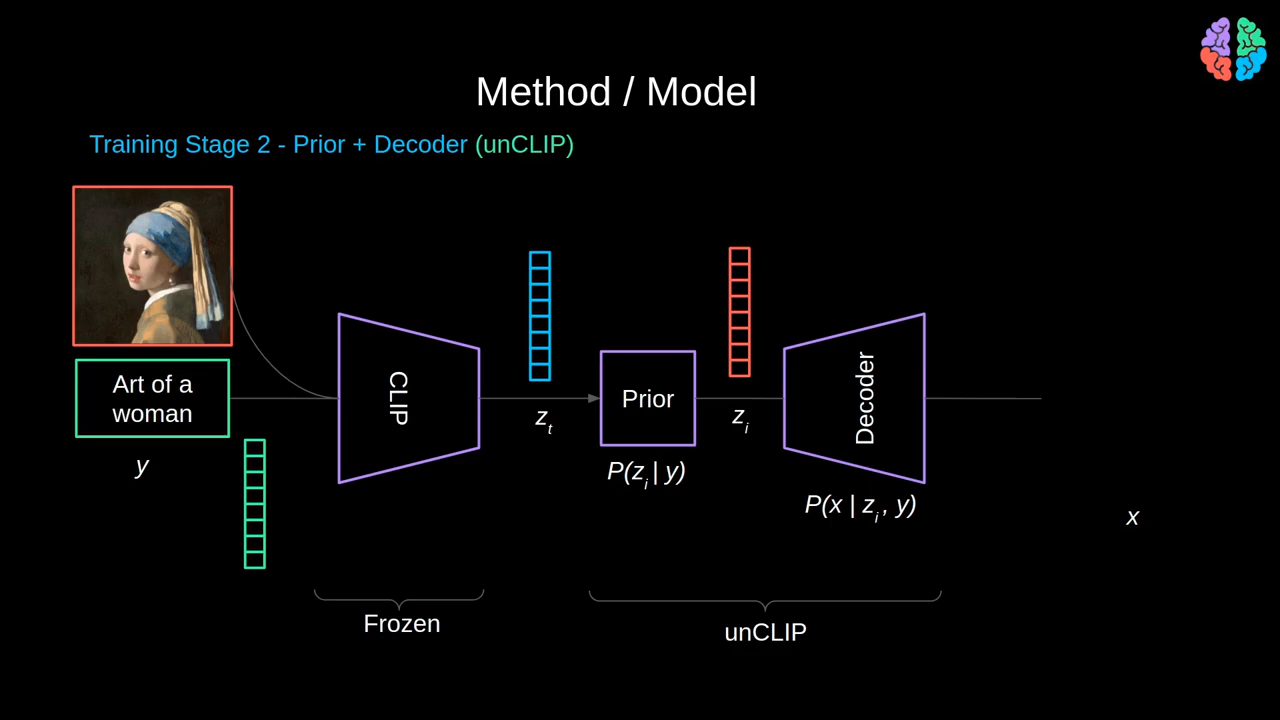 Method / Model
Training Stage 2 - Prior + Decoder (unCLIP)
Art of a
woman
y
CLIP
z_t
Prior
P(z_i | y)
z_i
Decoder
P(x | z_i, y)
x
Frozen
unCLIP